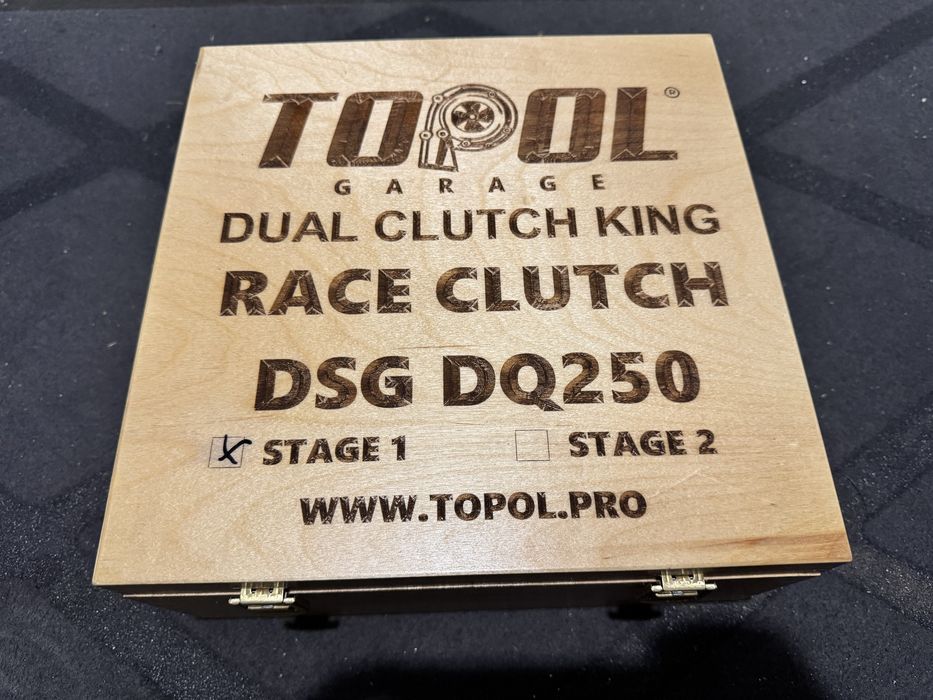 TOPOL®
GARAGE
DUAL CLUTCH KING
RACE CLUTCH
DSG DQ250
STAGE 1 STAGE 2
WWW.TOPOL.PRO